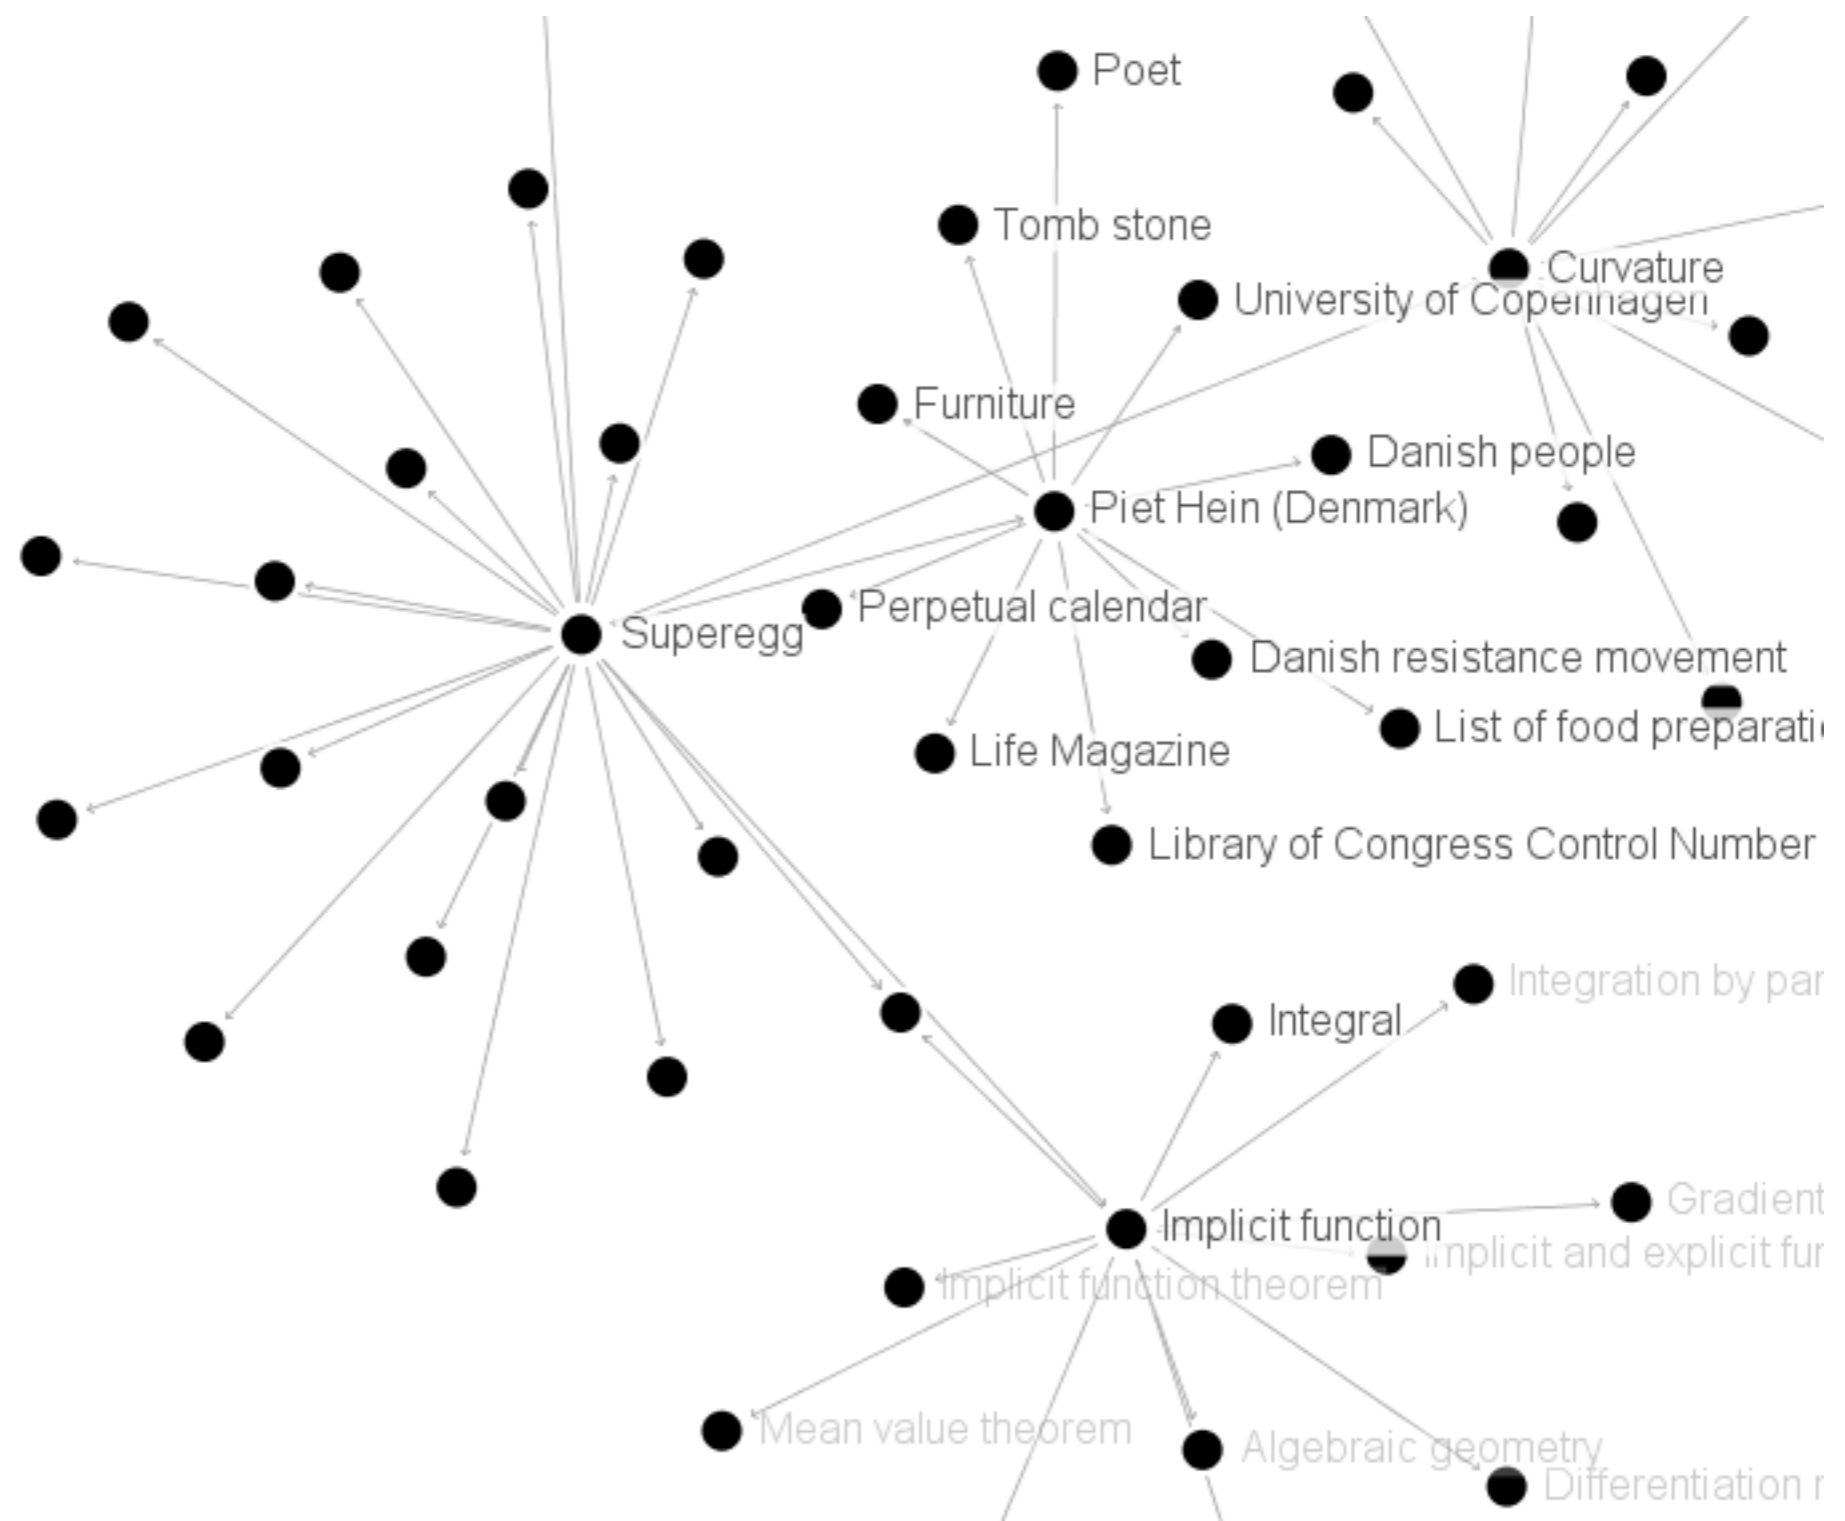 Poet
Tomb stone
Curvature
University of Copenhagen
Furniture
Danish people
Piet Hein (Denmark)
Perpetual calendar
Superegg
Danish resistance movement
List of food preparati
Life Magazine
Library of Congress Control Number
Integration by par
Integral
Gradient
Implicit function
Implicit and explicit fur
Implicit function theorem
Mean value theorem
Algebraic geometry
Differentiation r